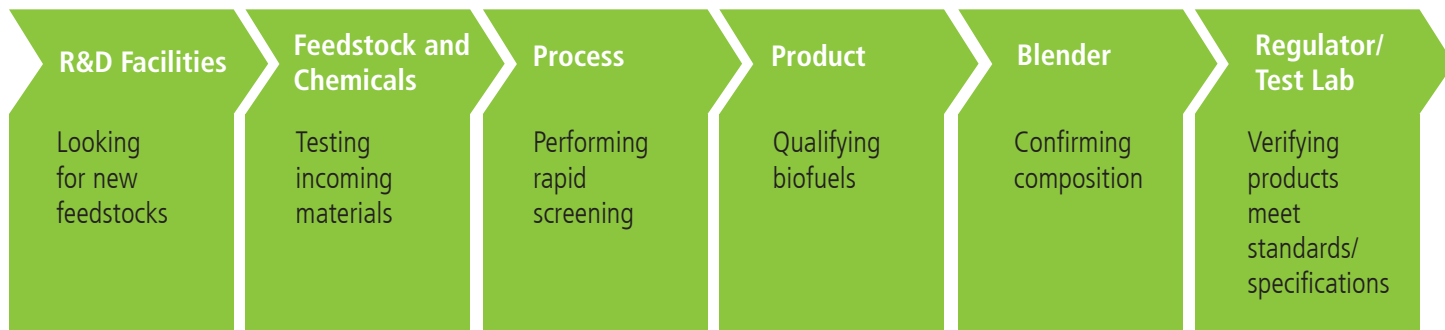 R&D Facilities
Looking
for new
feedstocks
Feedstock and
Chemicals
Testing
incoming
materials
Process
Performing
rapid
screening
Product
Qualifying
biofuels
Blender
Confirming
composition
Regulator/
Test Lab
Verifying
products
meet
standards/
specifications